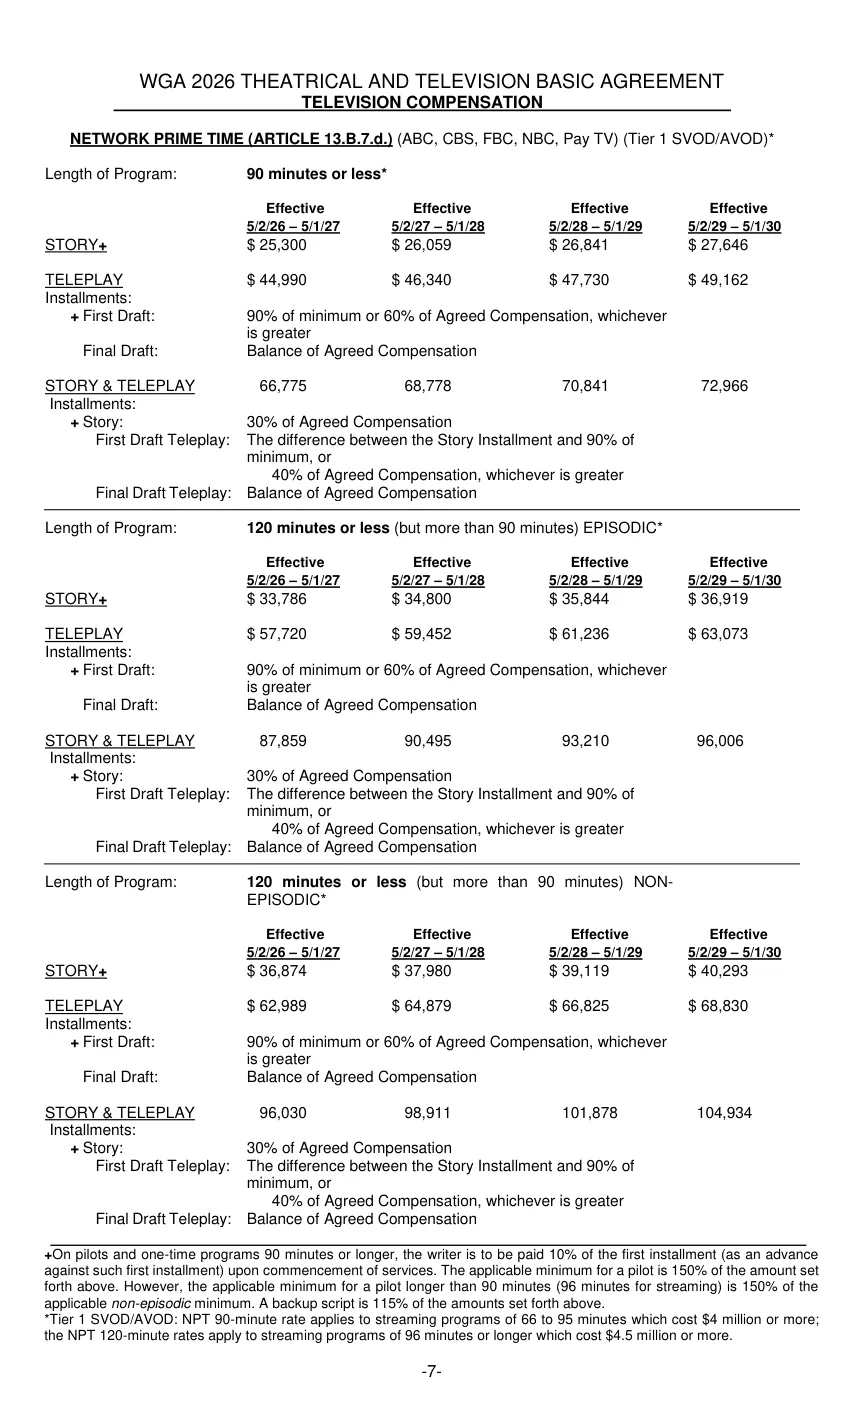 WGA 2026 THEATRICAL AND TELEVISION BASIC AGREEMENT
TELEVISION COMPENSATION
NETWORK PRIME TIME (ARTICLE 13.B.7.d.) (ABC, CBS, FBC, NBC, Pay TV) (Tier 1 SVOD/AVOD)*
Length of Program: 90 minutes or less*
Effective Effective Effective Effective
5/2/26 – 5/1/27 5/2/27 – 5/1/28 5/2/28 – 5/1/29 5/2/29 – 5/1/30
STORY+ $ 25,300 $ 26,059 $ 26,841 $ 27,646
TELEPLAY $ 44,990 $ 46,340 $ 47,730 $ 49,162
Installments:
+ First Draft: 90% of minimum or 60% of Agreed Compensation, whichever
is greater
Final Draft: Balance of Agreed Compensation
STORY & TELEPLAY 66,775 68,778 70,841 72,966
Installments:
+ Story: 30% of Agreed Compensation
First Draft Teleplay: The difference between the Story Installment and 90% of
minimum, or
40% of Agreed Compensation, whichever is greater
Final Draft Teleplay: Balance of Agreed Compensation
Length of Program: 120 minutes or less (but more than 90 minutes) EPISODIC*
Effective Effective Effective Effective
5/2/26 – 5/1/27 5/2/27 – 5/1/28 5/2/28 – 5/1/29 5/2/29 – 5/1/30
STORY+ $ 33,786 $ 34,800 $ 35,844 $ 36,919
TELEPLAY $ 57,720 $ 59,452 $ 61,236 $ 63,073
Installments:
+ First Draft: 90% of minimum or 60% of Agreed Compensation, whichever
is greater
Final Draft: Balance of Agreed Compensation
STORY & TELEPLAY 87,859 90,495 93,210 96,006
Installments:
+ Story: 30% of Agreed Compensation
First Draft Teleplay: The difference between the Story Installment and 90% of
minimum, or
40% of Agreed Compensation, whichever is greater
Final Draft Teleplay: Balance of Agreed Compensation
Length of Program: 120 minutes or less (but more than 90 minutes) NON-
EPISODIC*
Effective Effective Effective Effective
5/2/26 – 5/1/27 5/2/27 – 5/1/28 5/2/28 – 5/1/29 5/2/29 – 5/1/30
STORY+ $ 36,874 $ 37,980 $ 39,119 $ 40,293
TELEPLAY $ 62,989 $ 64,879 $ 66,825 $ 68,830
Installments:
+ First Draft: 90% of minimum or 60% of Agreed Compensation, whichever
is greater
Final Draft: Balance of Agreed Compensation
STORY & TELEPLAY 96,030 98,911 101,878 104,934
Installments:
+ Story: 30% of Agreed Compensation
First Draft Teleplay: The difference between the Story Installment and 90% of
minimum, or
40% of Agreed Compensation, whichever is greater
Final Draft Teleplay: Balance of Agreed Compensation
+On pilots and one-time programs 90 minutes or longer, the writer is to be paid 10% of the first installment (as an advance
against such first installment) upon commencement of services. The applicable minimum for a pilot is 150% of the amount set
forth above. However, the applicable minimum for a pilot longer than 90 minutes (96 minutes for streaming) is 150% of the
applicable non-episodic minimum. A backup script is 115% of the amounts set forth above.
*Tier 1 SVOD/AVOD: NPT 90-minute rate applies to streaming programs of 66 to 95 minutes which cost $4 million or more;
the NPT 120-minute rates apply to streaming programs of 96 minutes or longer which cost $4.5 million or more.
-7-